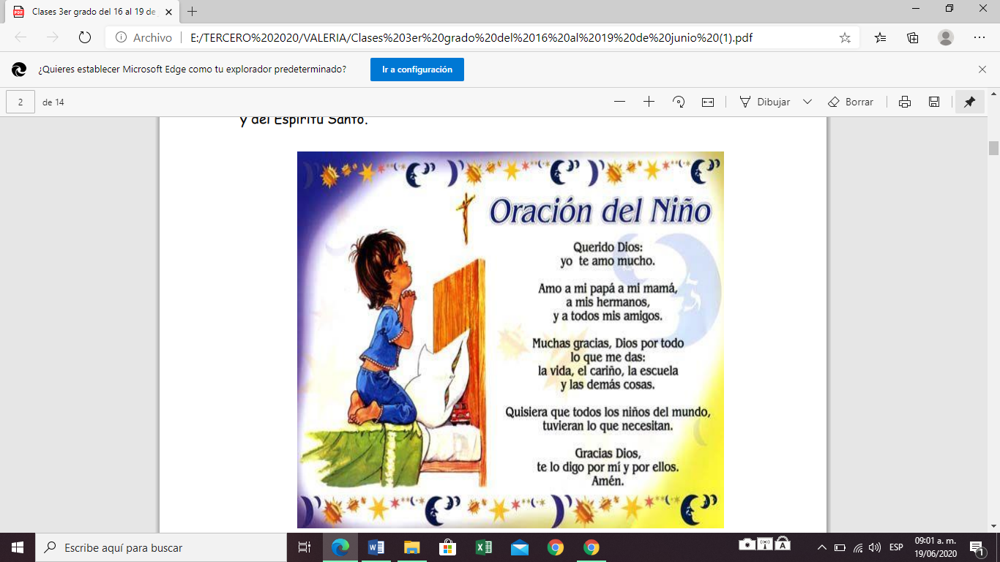 Clases 3er grado del 16 al 19 de
Archivo
E:/TERCERO%202020/VALERIA/Clases%203er%20grado%20del%2016%20al%2019%20de%20junio%20(1).pdf
¿Quieres establecer Microsoft Edge como tu explorador predeterminado?
Ir a configuración
2 de 14
Dibujar
Borrar
y del Espíritu Santo.
Oración del Niño
Querido Dios:
yo te amo mucho.
Amo a mi papá a mi mamá,
a mis hermanos,
y a todos mis amigos.
Muchas gracias, Dios por todo
lo que me das:
la vida, el cariño, la escuela
y las demás cosas.
Quisiera que todos los niños del mundo,
tuvieran lo que necesitan.
Gracias Dios,
te lo digo por mí y por ellos.
Amén.
Escribe aquí para buscar
ESP
09:01 a. m.
19/06/2020
1